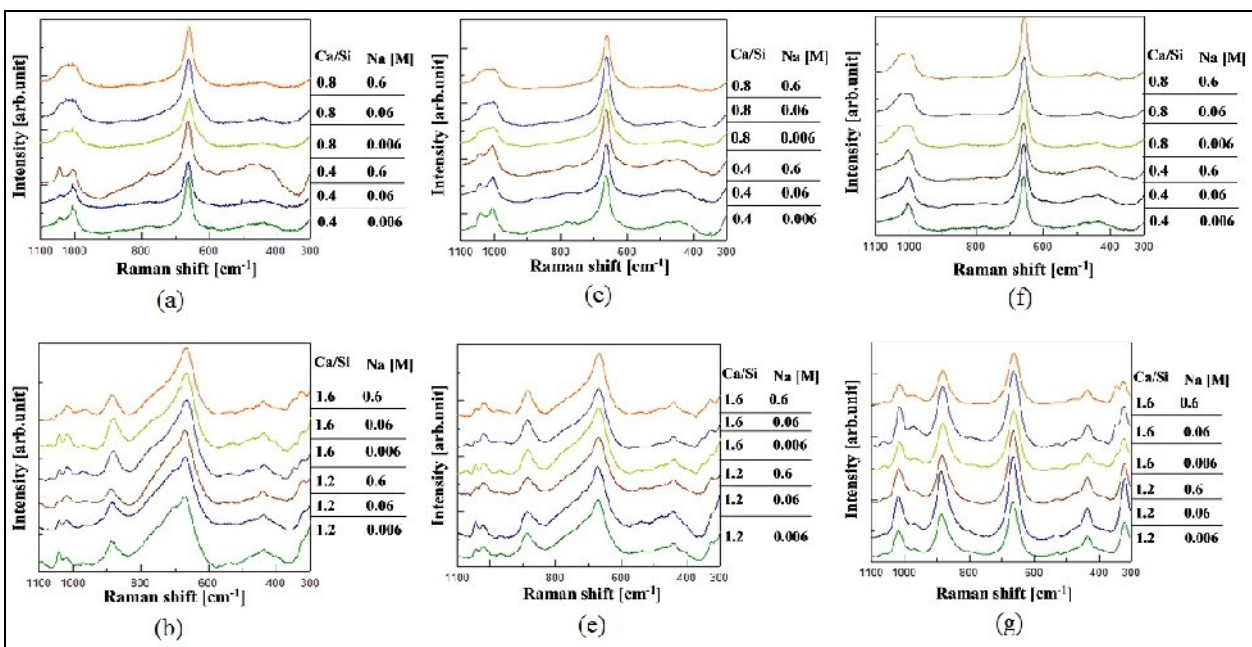 Intensity [arb.unit]
Ca/Si Na [M]
0.8 0.6
0.8 0.06
0.8 0.006
0.4 0.6
0.4 0.06
0.4 0.006
1100 1000 800 600 400 300
Raman shift [cm-1]
(a)
Intensity [arb.unit]
Ca/Si Na [M]
0.8 0.6
0.8 0.06
0.8 0.006
0.4 0.6
0.4 0.06
0.4 0.006
1100 1000 800 600 400 300
Raman shift [cm-1]
(c)
Intensity [arb.unit]
Ca/Si Na [M]
0.8 0.6
0.8 0.06
0.8 0.006
0.4 0.6
0.4 0.06
0.4 0.006
1100 1000 800 600 400 300
Raman shift [cm-1]
(f)
Intensity [arb.unit]
Ca/Si Na [M]
1.6 0.6
1.6 0.06
1.6 0.006
1.2 0.6
1.2 0.06
1.2 0.006
1100 1000 800 600 400 300
Raman shift [cm-1]
(b)
Intensity [arb.unit]
Ca/Si Na [M]
1.6 0.6
1.6 0.06
1.6 0.006
1.2 0.6
1.2 0.06
1.2 0.006
1100 1000 800 600 400 300
Raman shift [cm-1]
(e)
Intensity [arb.unit]
Ca/Si Na [M]
1.6 0.6
1.6 0.06
1.6 0.006
1.2 0.6
1.2 0.06
1.2 0.006
1100 1000 800 600 400 300
Raman shift [cm-1]
(g)